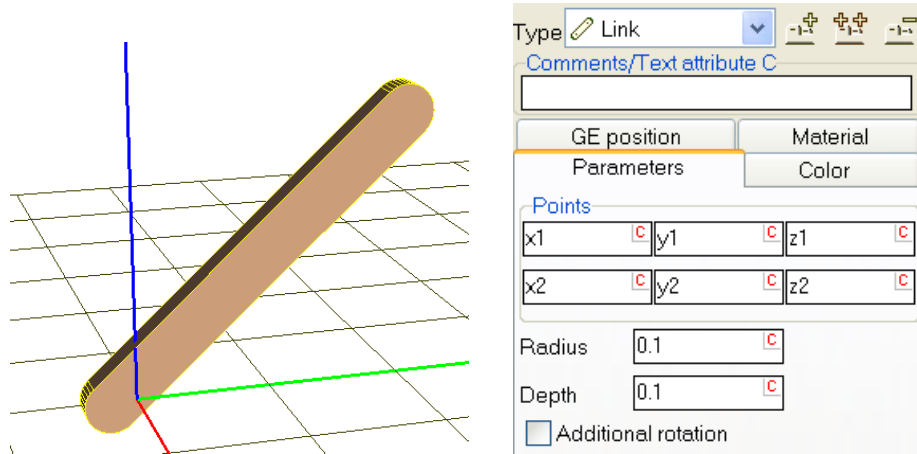 Type Link
Comments/Text attribute C
GE position Material
Parameters Color
Points
x1 C y1 C z1 C
x2 C y2 C z2 C
Radius 0.1 C
Depth 0.1 C
Additional rotation